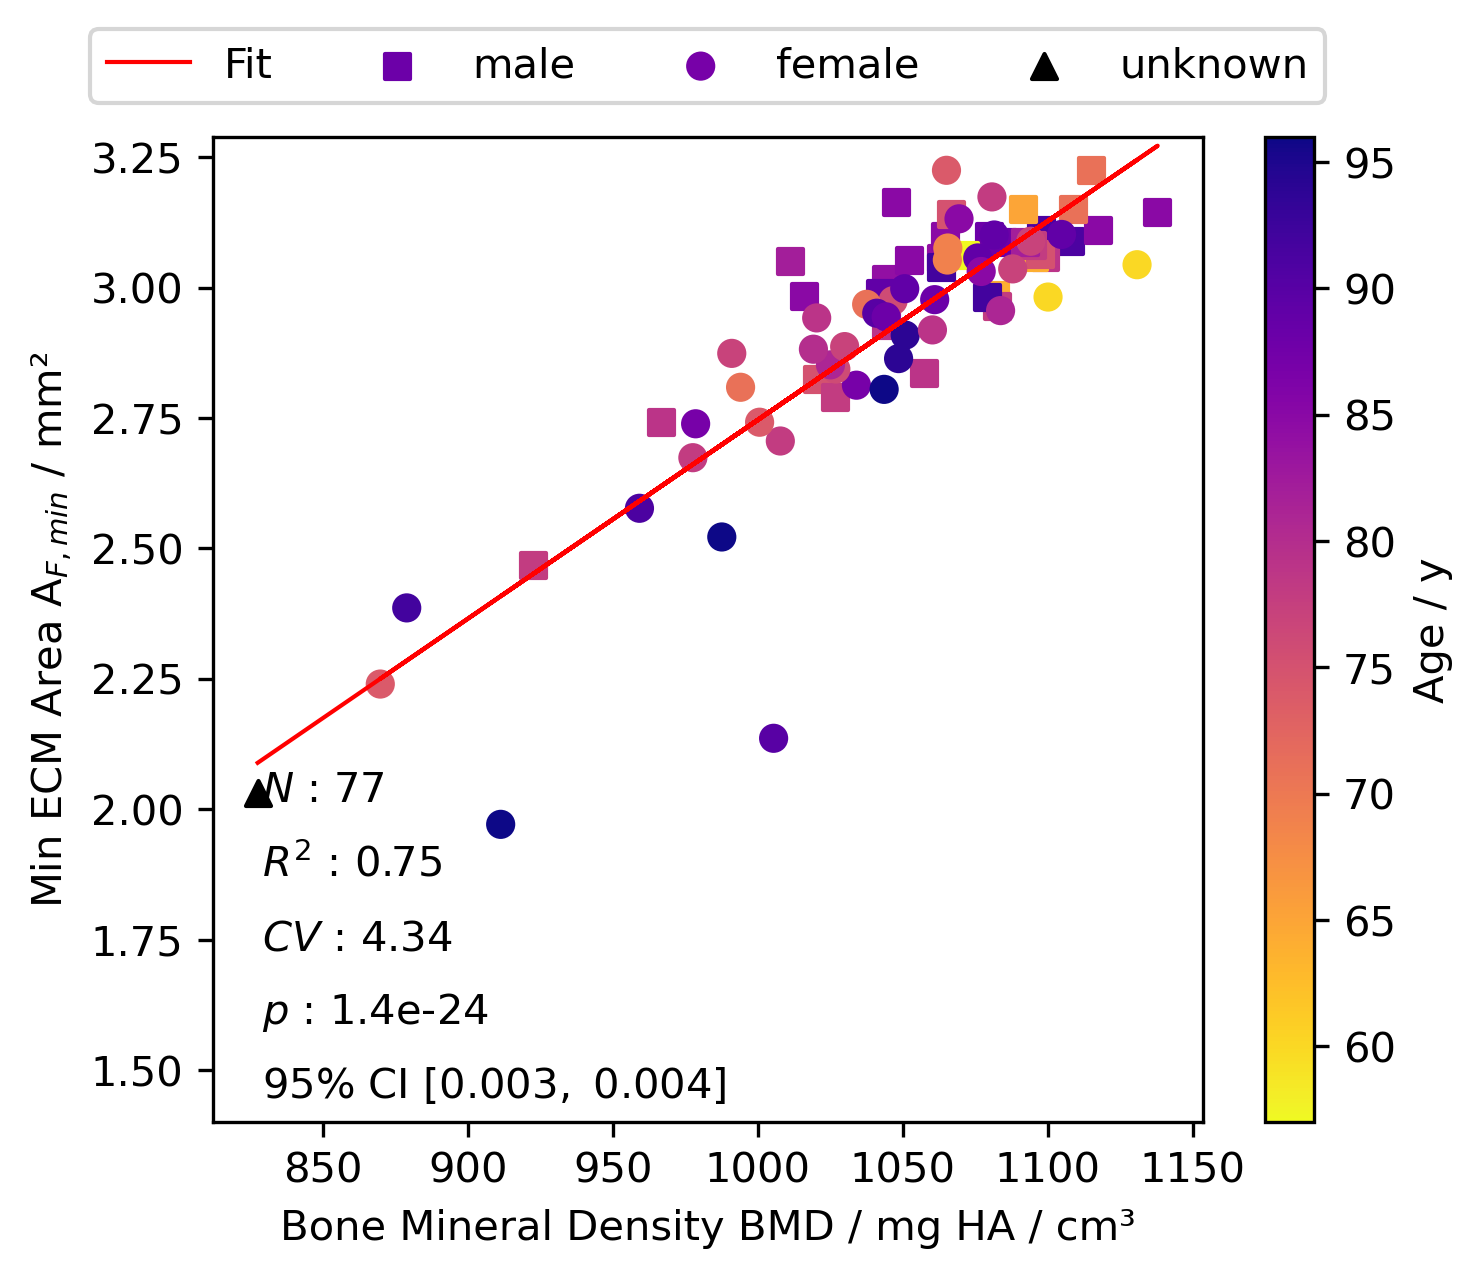 Fit male female unknown
3.25
3.00
2.75
2.50
2.25
2.00
1.75
1.50
Min ECM Area A_{F,min} / mm²
N : 77
R² : 0.75
CV : 4.34
p : 1.4e-24
95% CI [0.003, 0.004]
850 900 950 1000 1050 1100 1150
Bone Mineral Density BMD / mg HA / cm³
95
90
85
80
75
70
65
60
Age / y